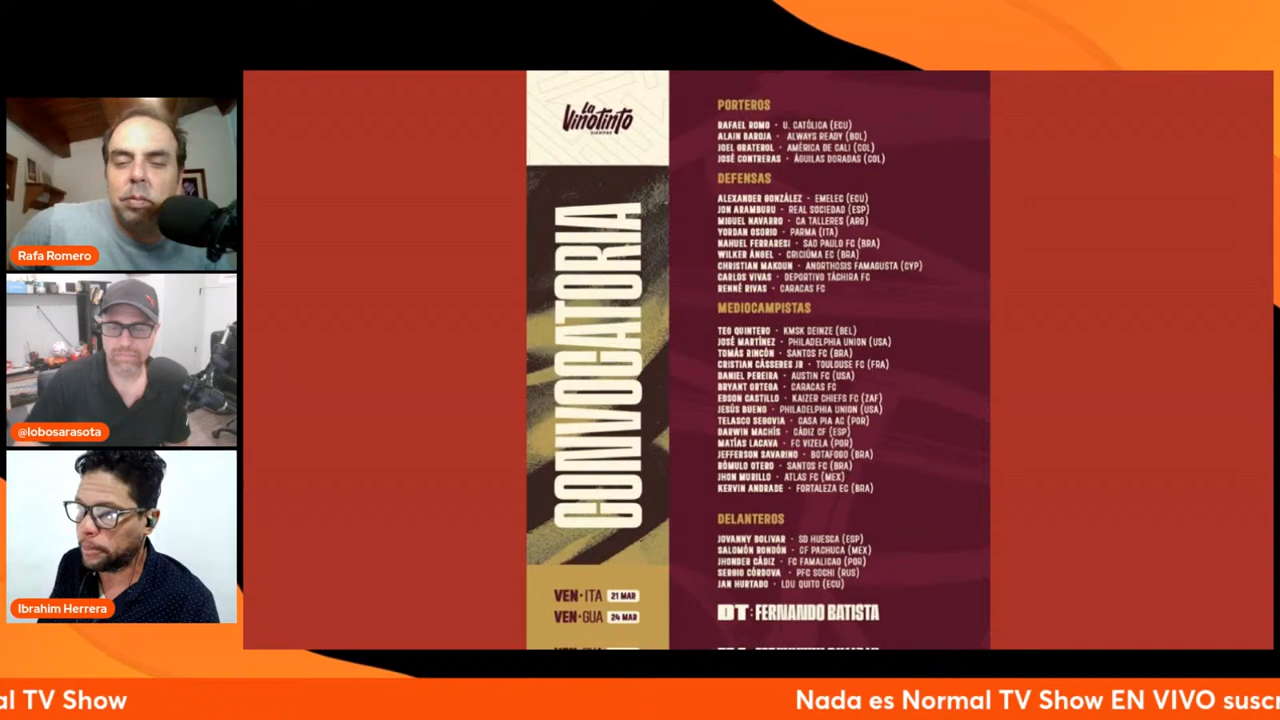 Rafa Romero
@lobosarasota
Ibrahim Herrera
La
Vinotinto
SIEMPRE
CONVOCATORIA
VEN·ITA 21 MAR
VEN·GUA 24 MAR
PORTEROS
RAFAEL ROMO · U. CATÓLICA (ECU)
ALAIN BAROJA · ALWAYS READY (BOL)
JOEL GRATEROL · AMÉRICA DE CALI (COL)
JOSÉ CONTRERAS · ÁGUILAS DORADAS (COL)
DEFENSAS
ALEXANDER GONZÁLEZ · EMELEC (ECU)
JON ARAMBURU · REAL SOCIEDAD (ESP)
MIGUEL NAVARRO · CA TALLERES (ARG)
YORDAN OSORIO · PARMA (ITA)
NAHUEL FERRARESI · SAO PAULO FC (BRA)
WILKER ÁNGEL · CRICIÚMA EC (BRA)
CHRISTIAN MAKOUN · ANORTHOSIS FAMAGUSTA (CYP)
CARLOS VIVAS · DEPORTIVO TÁCHIRA FC
RENNÉ RIVAS · CARACAS FC
MEDIOCAMPISTAS
TEO QUINTERO · KMSK DEINZE (BEL)
JOSÉ MARTÍNEZ · PHILADELPHIA UNION (USA)
TOMÁS RINCÓN · SANTOS FC (BRA)
CRISTIAN CÁSSERES JR · TOULOUSE FC (FRA)
DANIEL PEREIRA · AUSTIN FC (USA)
BRYANT ORTEGA · CARACAS FC
EDSON CASTILLO · KAIZER CHIEFS FC (ZAF)
JESÚS BUENO · PHILADELPHIA UNION (USA)
TELASCO SEGOVIA · CASA PIA AC (POR)
DARWIN MACHÍS · CÁDIZ CF (ESP)
MATÍAS LACAVA · FC VIZELA (POR)
JEFFERSON SAVARINO · BOTAFOGO (BRA)
RÓMULO OTERO · SANTOS FC (BRA)
JHON MURILLO · ATLAS FC (MEX)
KERVIN ANDRADE · FORTALEZA EC (BRA)
DELANTEROS
JOVANNY BOLIVAR · SD HUESCA (ESP)
SALOMÓN RONDÓN · CF PACHUCA (MEX)
JHONDER CÁDIZ · FC FAMALICAO (POR)
SERGIO CÓRDOVA · PFC SOCHI (RUS)
JAN HURTADO · LDU QUITO (ECU)
DT: FERNANDO BATISTA
al TV Show
Nada es Normal TV Show EN VIVO suscr